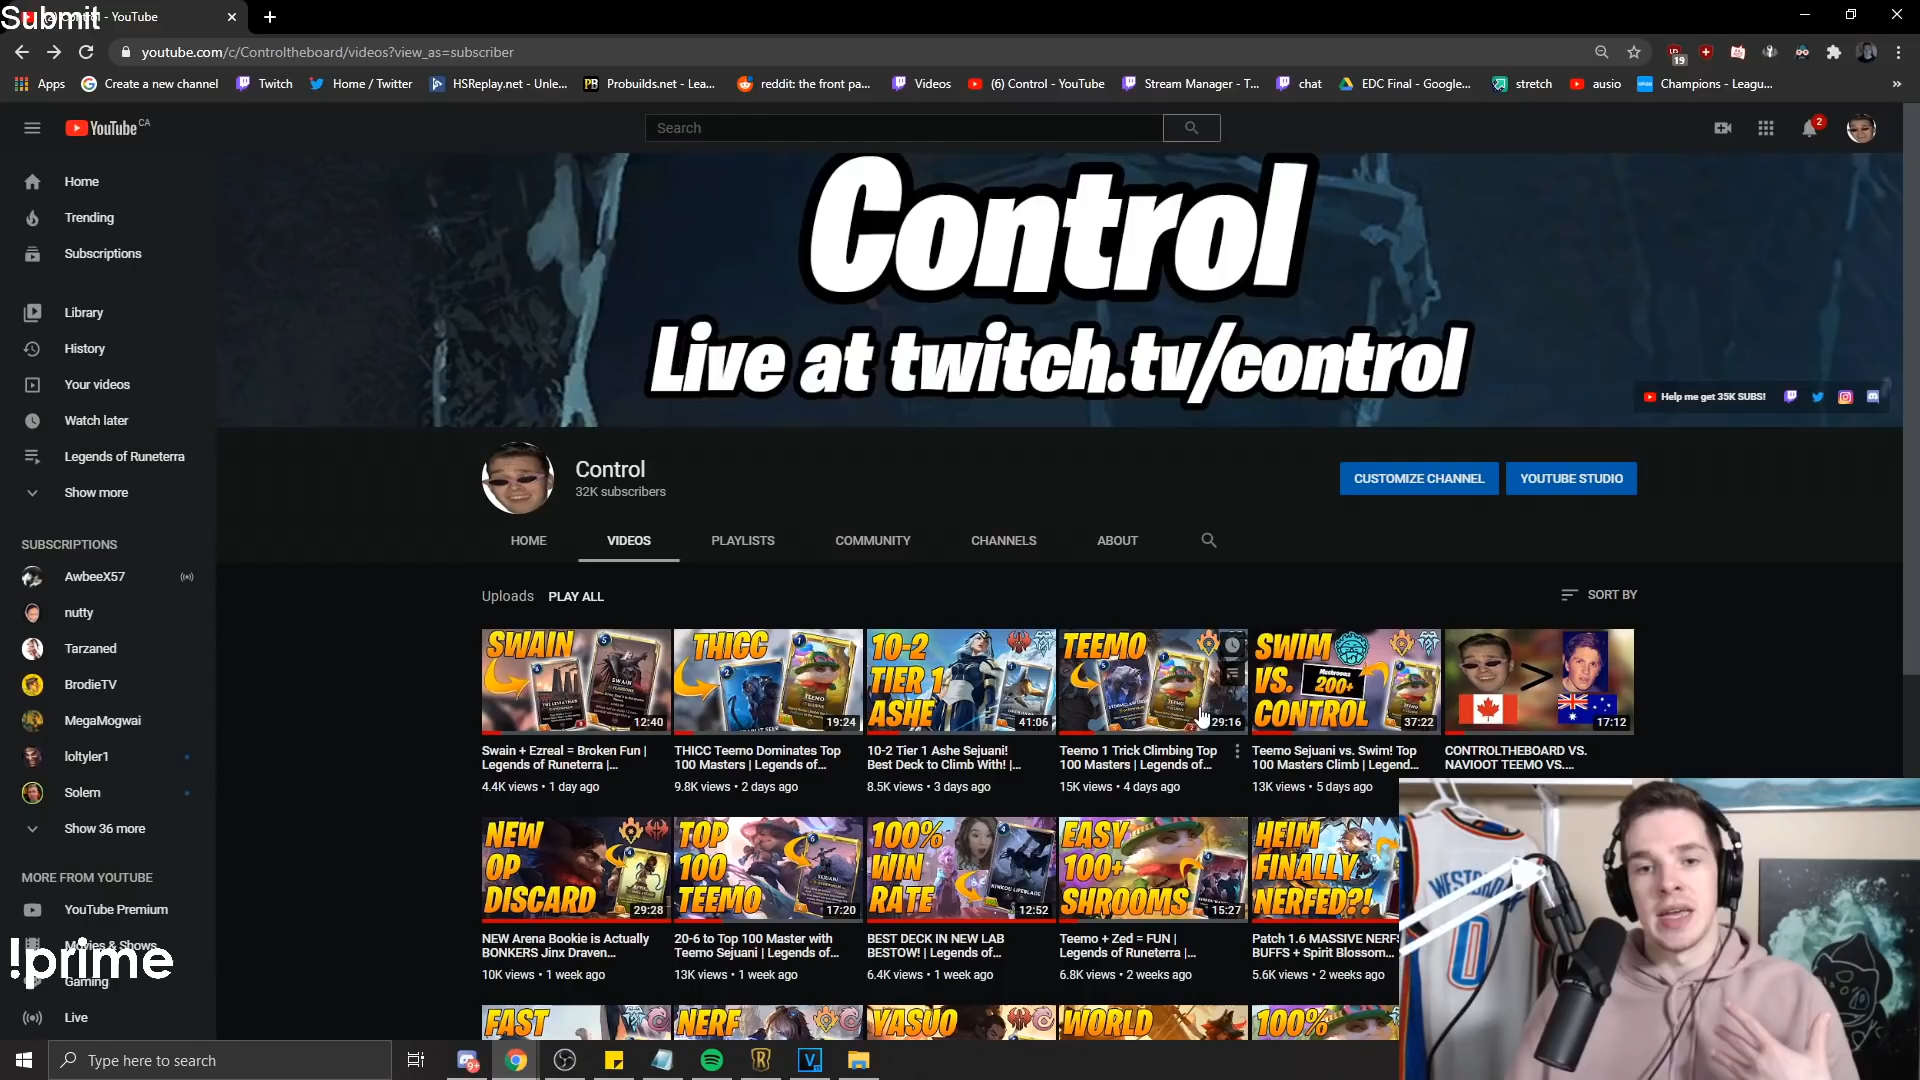 Submit
(2) Control - YouTube
youtube.com/c/Controltheboard/videos?view_as=subscriber
19
Apps
Create a new channel
Twitch
Home / Twitter
HSReplay.net - Unle...
Probuilds.net - Lea...
reddit: the front pa...
Videos
(6) Control - YouTube
Stream Manager - T...
chat
EDC Final - Google...
stretch
ausio
Champions - Leagu...
YouTube CA
Search
2
Home
Trending
Subscriptions
Library
History
Your videos
Watch later
Legends of Runeterra
Show more
SUBSCRIPTIONS
AwbeeX57
nutty
Tarzaned
BrodieTV
MegaMogwai
loltyler1
Solem
Show 36 more
MORE FROM YOUTUBE
YouTube Premium
Movies & Shows
!prime
Gaming
Live
Control
Live at twitch.tv/control
Help me get 35K SUBS!
Control
32K subscribers
CUSTOMIZE CHANNEL
YOUTUBE STUDIO
HOME
VIDEOS
PLAYLISTS
COMMUNITY
CHANNELS
ABOUT
Uploads
PLAY ALL
SORT BY
SWAIN
SWAIN
12:40
Swain + Ezreal = Broken Fun |
Legends of Runeterra |...
4.4K views • 1 day ago
THICC
TEEMO
19:24
THICC Teemo Dominates Top
100 Masters | Legends of...
9.8K views • 2 days ago
10-2
TIER 1
ASHE
41:06
10-2 Tier 1 Ashe Sejuani!
Best Deck to Climb With! |...
8.5K views • 3 days ago
TEEMO
TEEMO
29:16
Teemo 1 Trick Climbing Top
100 Masters | Legends of...
15K views • 4 days ago
SWIM
VS.
CONTROL
Mushrooms
200+
37:22
Teemo Sejuani vs. Swim! Top
100 Masters Climb | Legend...
13K views • 5 days ago
>
17:12
CONTROLTHEBOARD VS.
NAVIOOT TEEMO VS....
NEW
OP
DISCARD
29:28
NEW Arena Bookie is Actually
BONKERS Jinx Draven...
10K views • 1 week ago
TOP
100
TEEMO
SEJUANI
17:20
20-6 to Top 100 Master with
Teemo Sejuani | Legends of...
13K views • 1 week ago
100%
WIN
RATE
KINKOU LIFEBLADE
12:52
BEST DECK IN NEW LAB
BESTOW! | Legends of...
6.4K views • 1 week ago
EASY
100+
SHROOMS
15:27
Teemo + Zed = FUN |
Legends of Runeterra |...
6.8K views • 2 weeks ago
HEIM
FINALLY
NERFED?!
Patch 1.6 MASSIVE NERF
BUFFS + Spirit Blossom...
5.6K views • 2 weeks ago
FAST
NERF
YASUO
WORLD
100%
0
Type here to search
9+